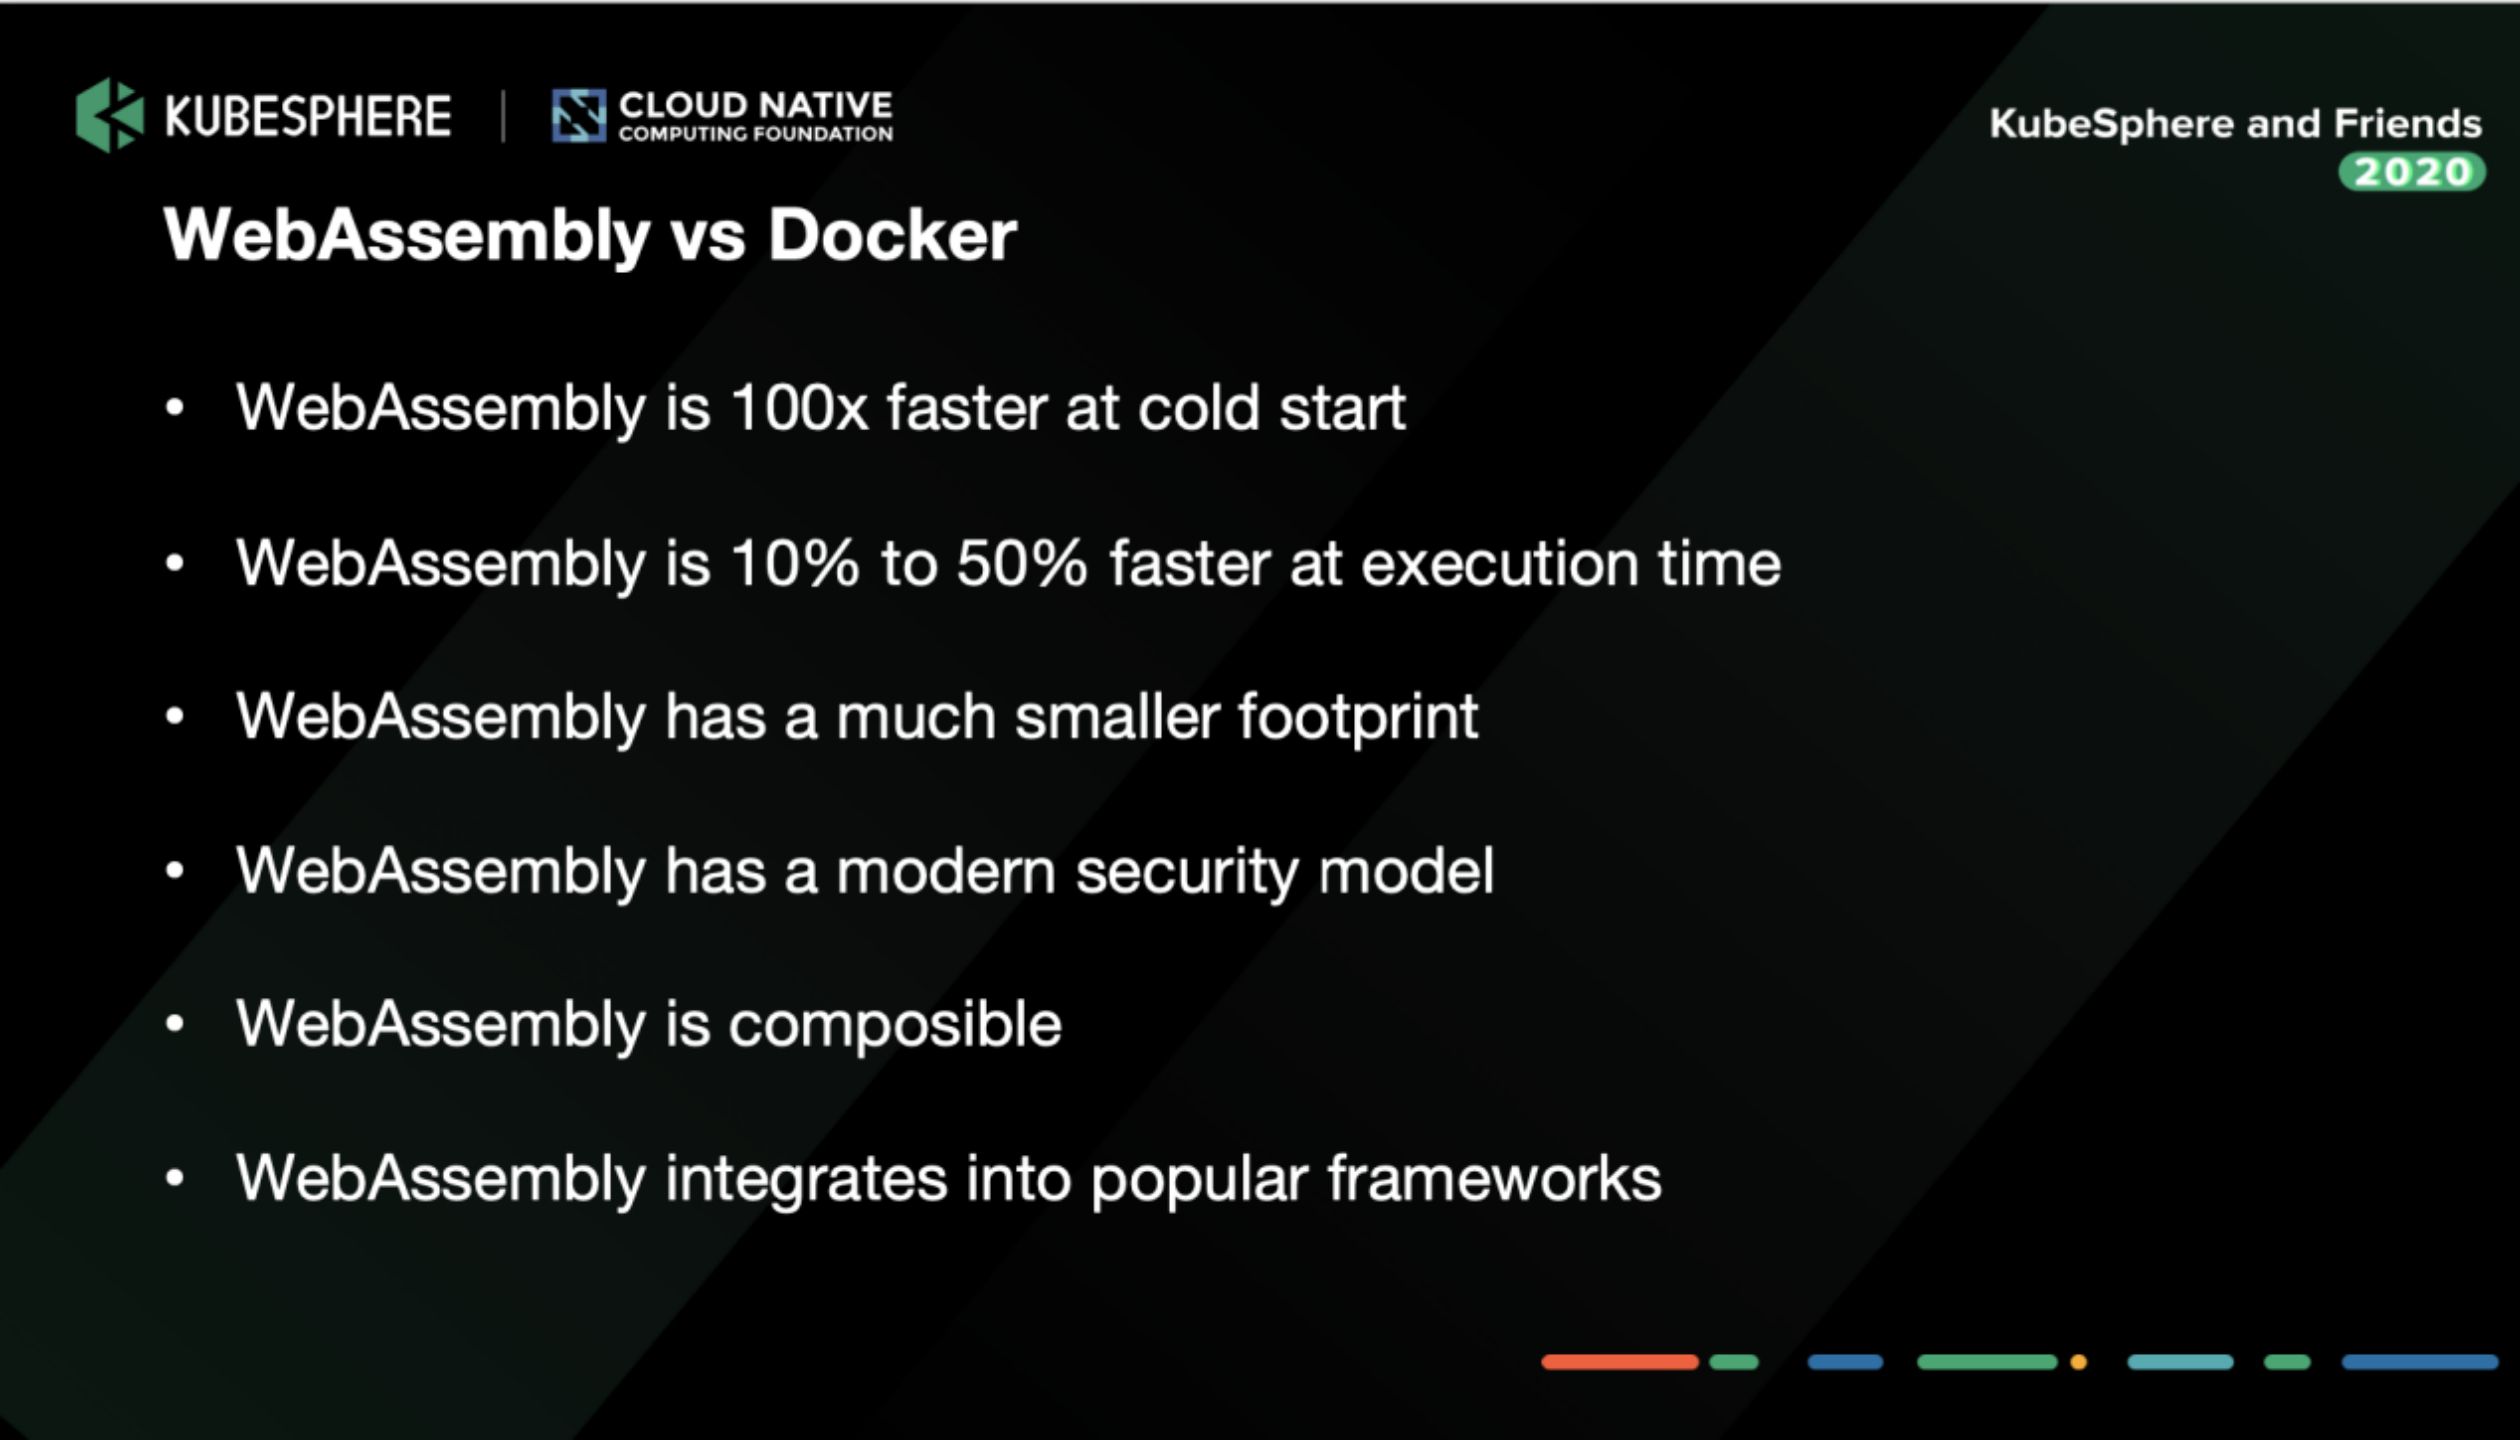 KUBESPHERE
CLOUD NATIVE
COMPUTING FOUNDATION
KubeSphere and Friends
2020
WebAssembly vs Docker
• WebAssembly is 100x faster at cold start
• WebAssembly is 10% to 50% faster at execution time
• WebAssembly has a much smaller footprint
• WebAssembly has a modern security model
• WebAssembly is composible
• WebAssembly integrates into popular frameworks